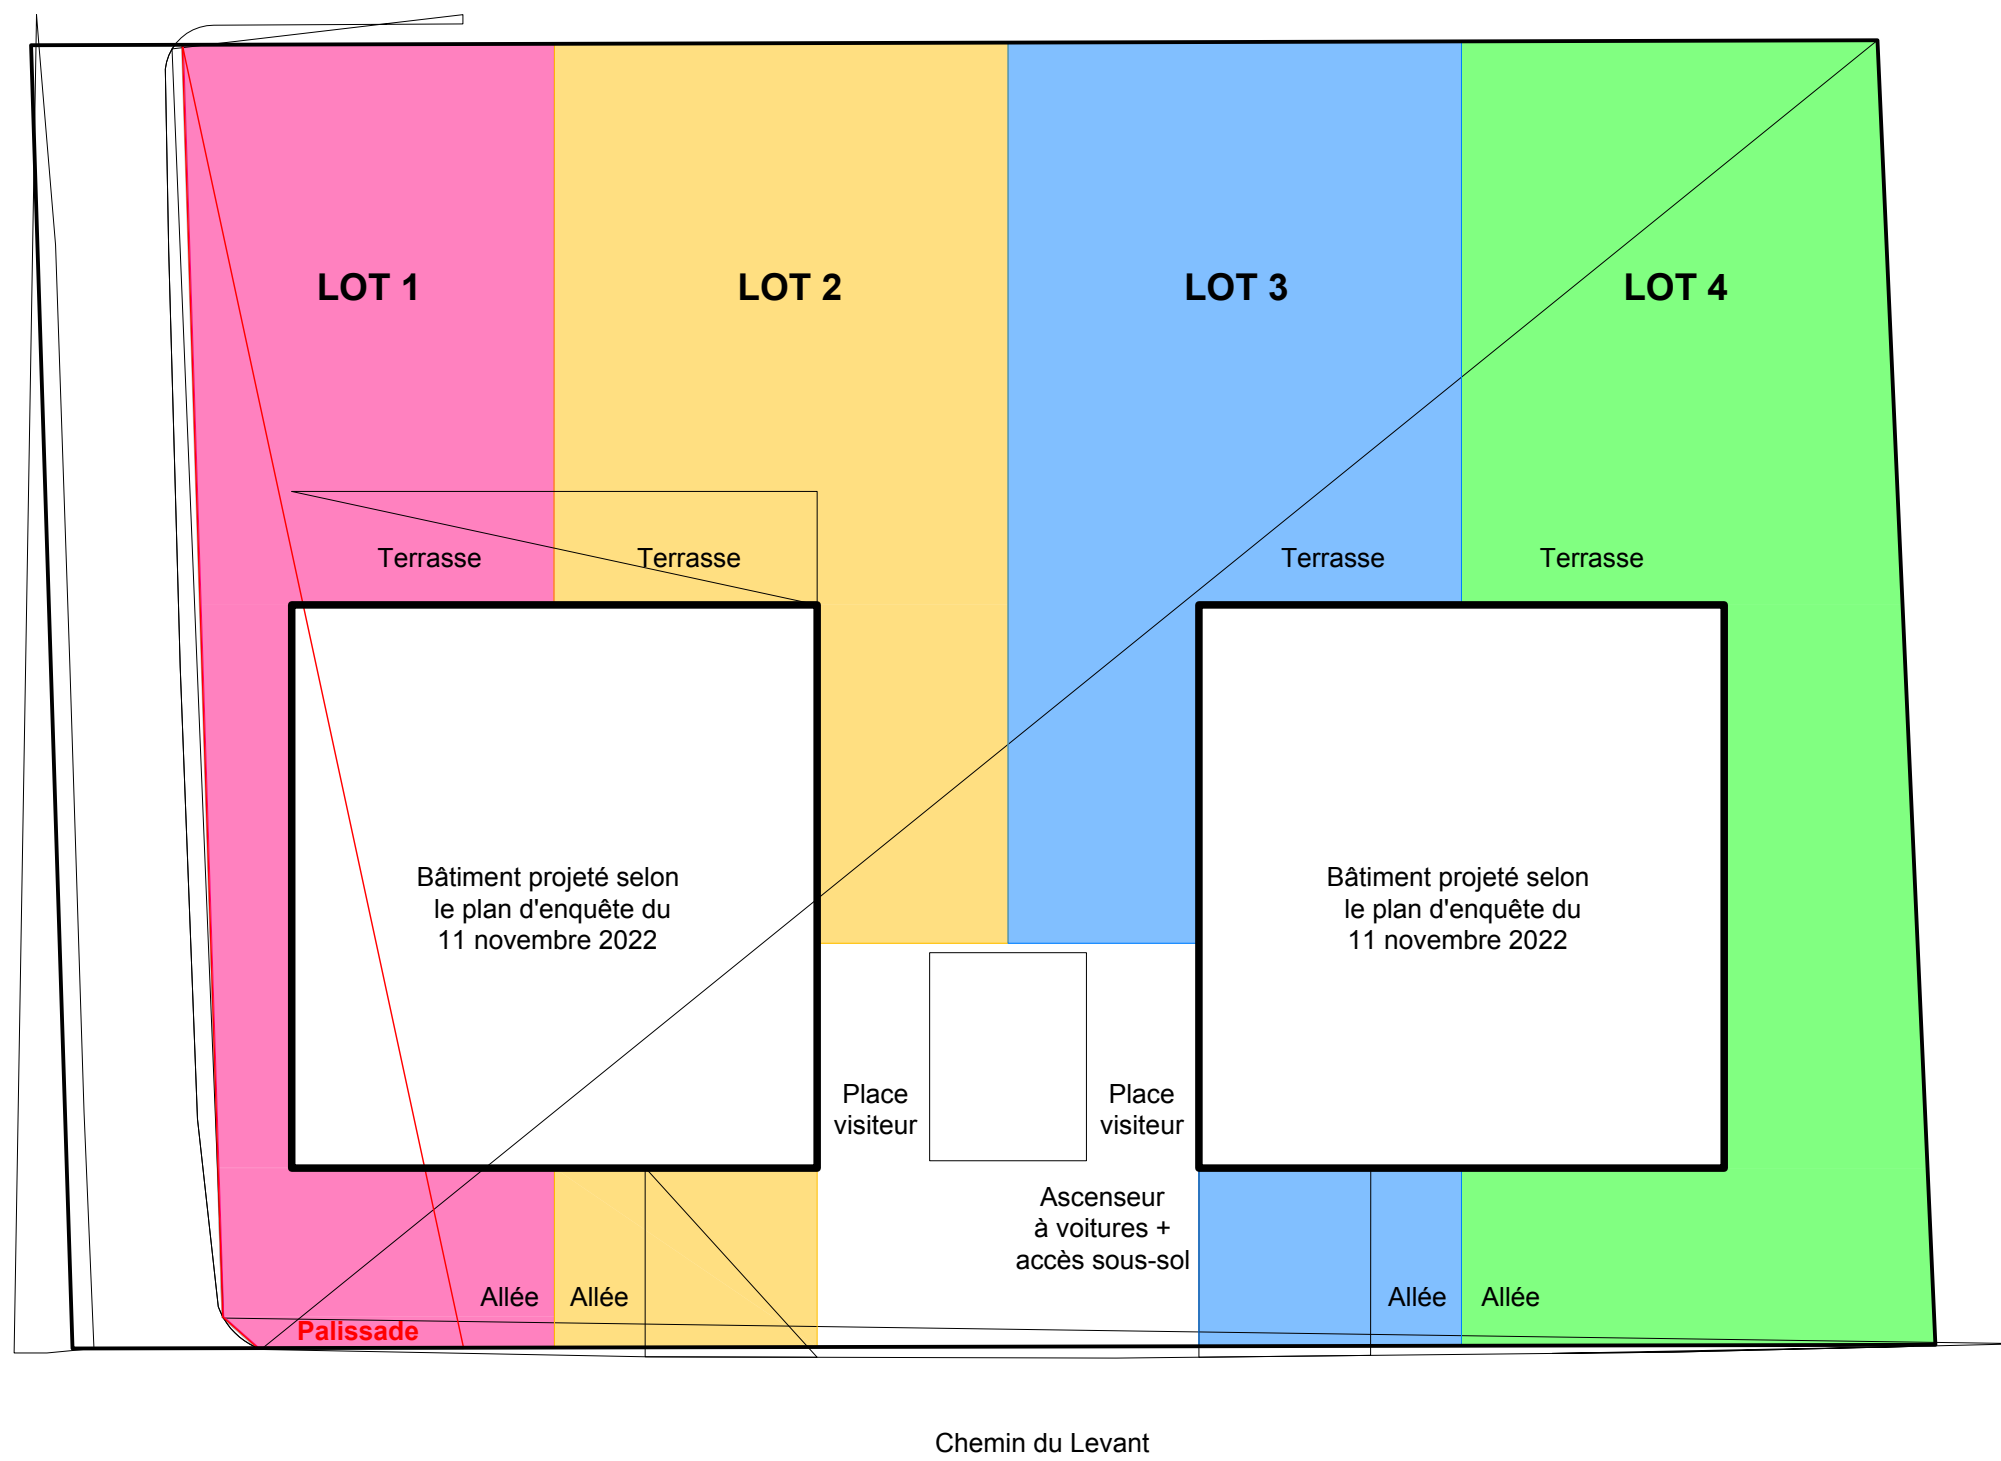 LOT 1
LOT 2
LOT 3
LOT 4
Terrasse
Terrasse
Terrasse
Terrasse
Bâtiment projeté selon
le plan d'enquête du
11 novembre 2022
Bâtiment projeté selon
le plan d'enquête du
11 novembre 2022
Place
visiteur
Place
visiteur
Ascenseur
à voitures +
accès sous-sol
Allée
Allée
Allée
Allée
Palissade
Chemin du Levant